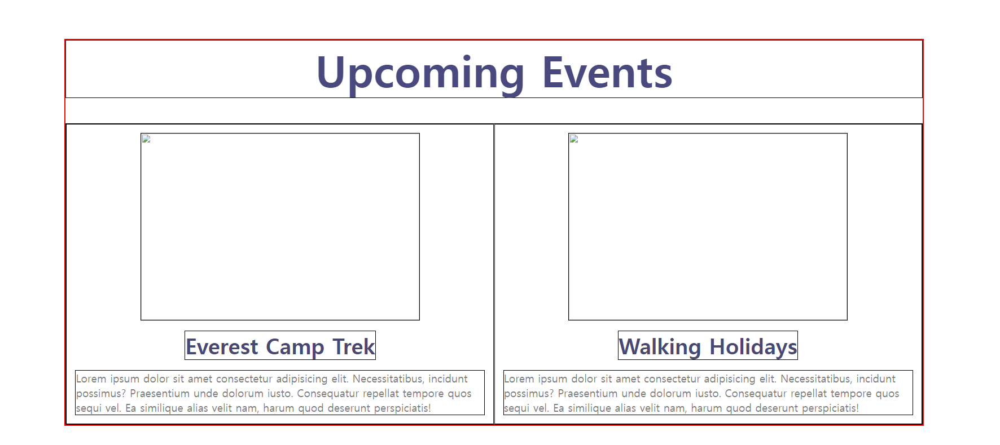 Upcoming Events
Everest Camp Trek
Lorem ipsum dolor sit amet consectetur adipisicing elit. Necessitatibus, incidunt
possimus? Praesentium unde dolorum iusto. Consequatur repellat tempore quos
sequi vel. Ea similique alias velit nam, harum quod deserunt perspiciatis!
Walking Holidays
Lorem ipsum dolor sit amet consectetur adipisicing elit. Necessitatibus, incidunt
possimus? Praesentium unde dolorum iusto. Consequatur repellat tempore quos
sequi vel. Ea similique alias velit nam, harum quod deserunt perspiciatis!